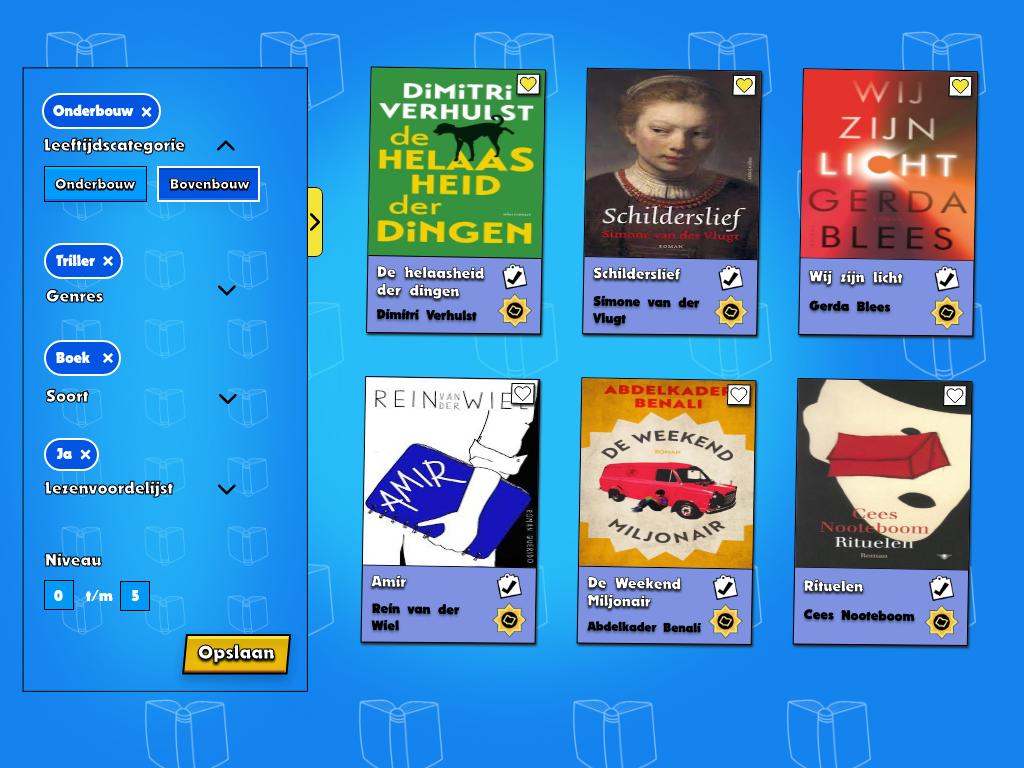 Onderbouw ×
Leeftijdscategorie
Onderbouw
Bovenbouw
Triller ×
Genres
Boek ×
Soort
Ja ×
Lezenvoordelijst
Niveau
0 t/m 5
Opslaan
DiMiTRi
VERHULST
de
HELAAS
HEID
der
DiNGEN
De helaasheid
der dingen
Dimitri Verhulst
Schilderslief
Simone van der Vlugt
ROMAN
Schilderslief
Simone van der
Vlugt
WIJ
ZIJN
LICHT
GERDA
BLEES
Wij zijn licht
Gerda Blees
REIN VAN DER WIEL
AMIR
ROMAN QUERIDO
Amir
Rein van der
Wiel
ABDELKADER
BENALI
DE WEEKEND
ROMAN
MILJONAIR
De Weekend
Miljonair
Abdelkader Benali
Cees
Nooteboom
Rituelen
Roman
Rituelen
Cees Nooteboom